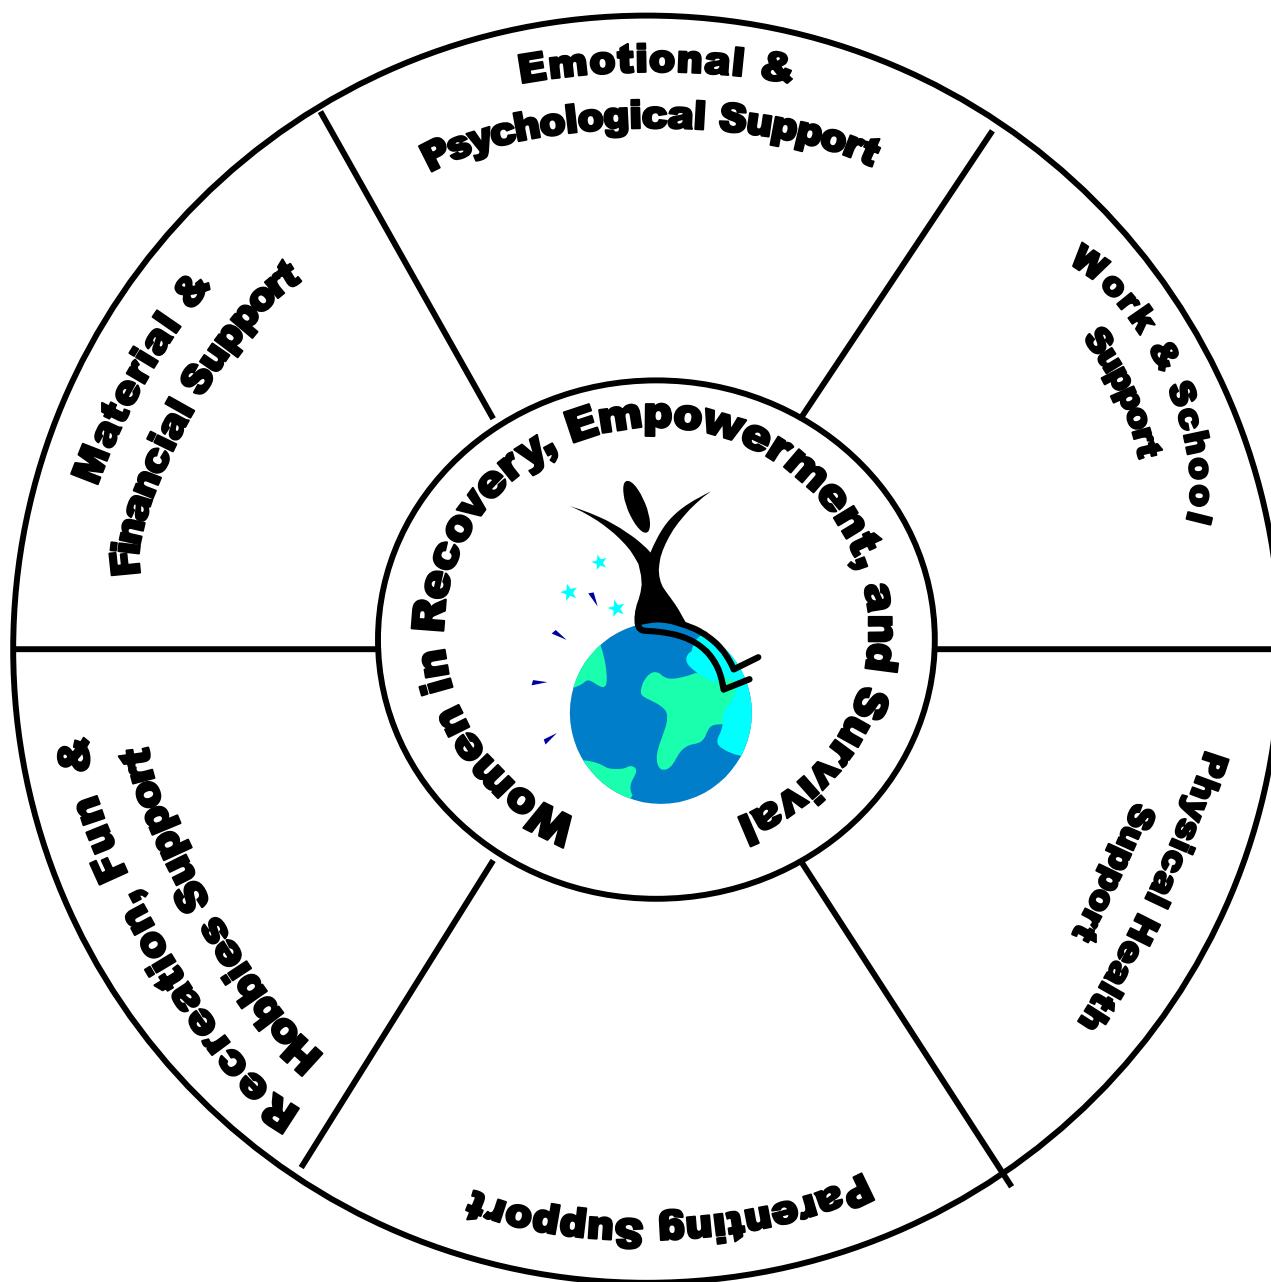 Emotional &
Psychological Support
Work & School
Support
Physical Health
Support
Parenting Support
Recreation, Fun &
Hobbies Support
Material &
Financial Support
Women in Recovery, Empowerment, and Survival